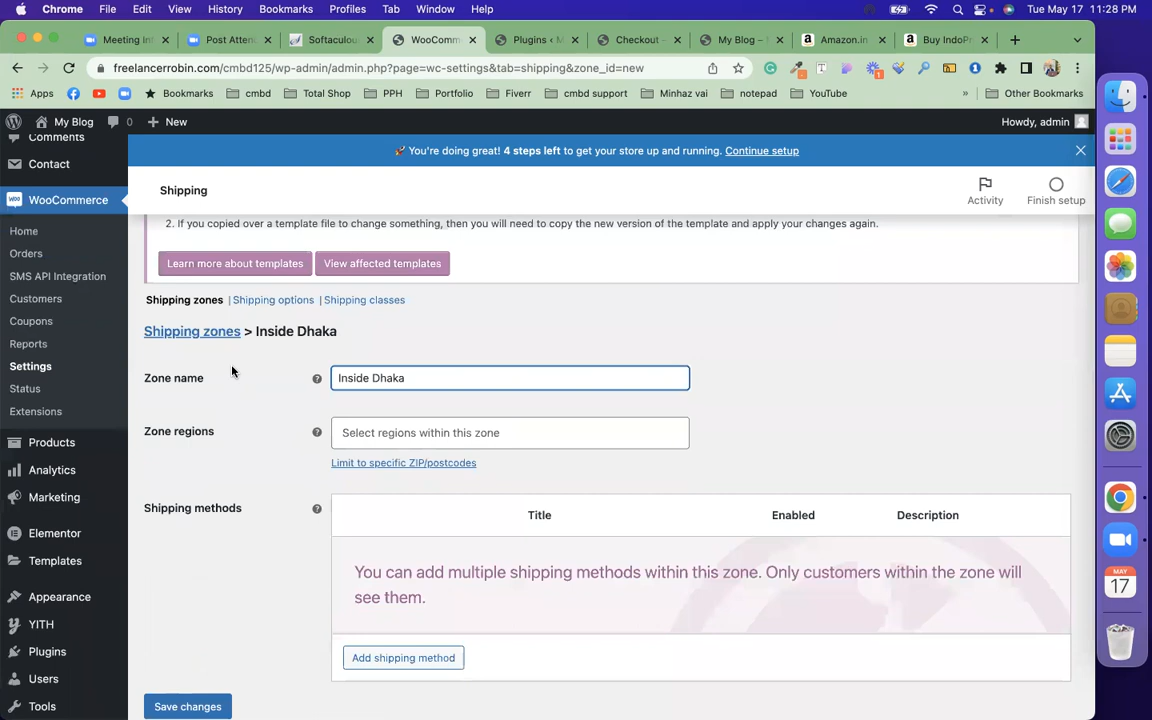 Chrome File Edit View History Bookmarks Profiles Tab Window Help Tue May 17 11:28 PM
Meeting In Post Atten Softaculous WooComm Plugins < M Checkout - My Blog - Amazon.in Buy IndoP
freelancerrobin.com/cmbd125/wp-admin/admin.php?page=wc-settings&tab=shipping&zone_id=new
Apps Bookmarks cmbd Total Shop PPH Portfolio Fiverr cmbd support Minhaz vai notepad YouTube » Other Bookmarks
My Blog 0 + New Howdy, admin
Comments
Contact
WooCommerce
Home
Orders
SMS API Integration
Customers
Coupons
Reports
Settings
Status
Extensions
Products
Analytics
Marketing
Elementor
Templates
Appearance
YITH
Plugins
Users
Tools
🚀 You're doing great! 4 steps left to get your store up and running. Continue setup
Shipping
Activity
Finish setup
2. If you copied over a template file to change something, then you will need to copy the new version of the template and apply your changes again.
Learn more about templates View affected templates
Shipping zones | Shipping options | Shipping classes
Shipping zones > Inside Dhaka
Zone name ? Inside Dhaka
Zone regions ? Select regions within this zone
Limit to specific ZIP/postcodes
Shipping methods ?
Title Enabled Description
You can add multiple shipping methods within this zone. Only customers within the zone will
see them.
Add shipping method
Save changes
MAY
17